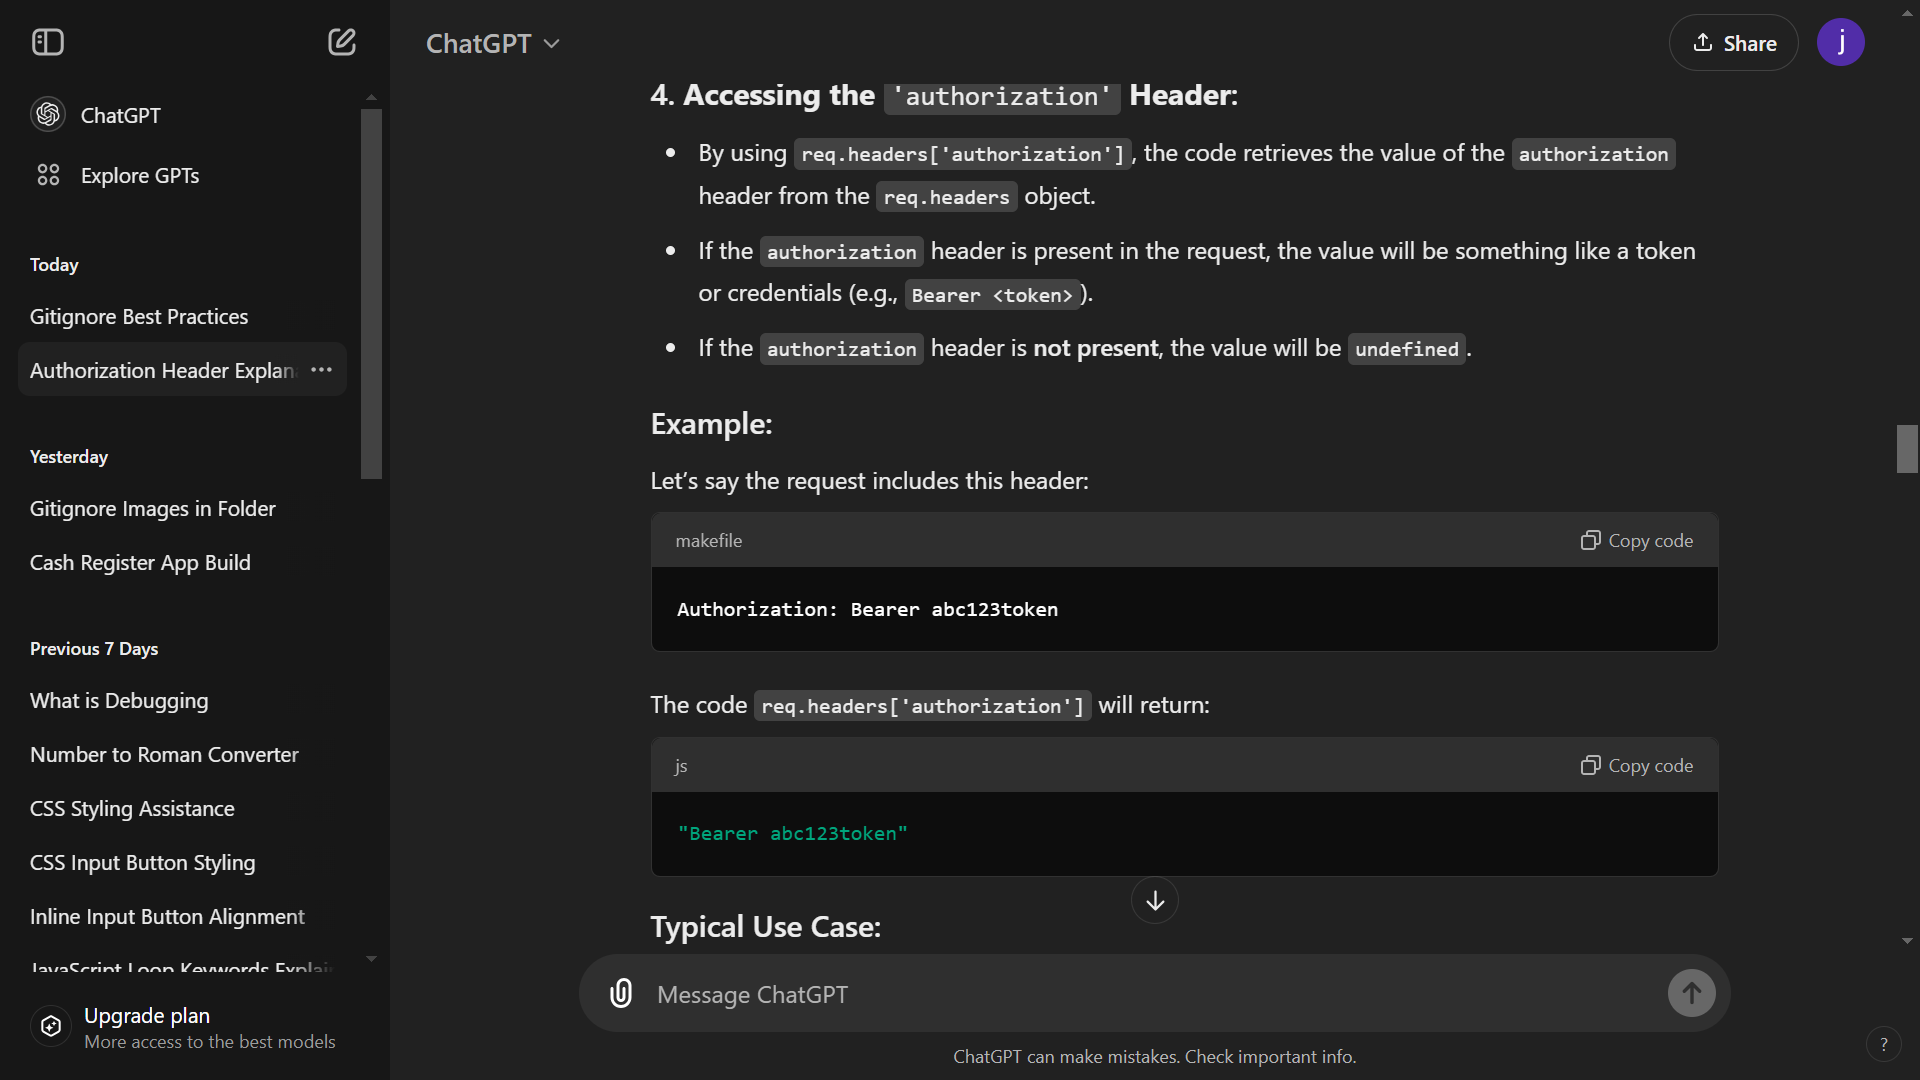 ChatGPT
Share
j
ChatGPT
Explore GPTs
Today
Gitignore Best Practices
Authorization Header Explana
Yesterday
Gitignore Images in Folder
Cash Register App Build
Previous 7 Days
What is Debugging
Number to Roman Converter
CSS Styling Assistance
CSS Input Button Styling
Inline Input Button Alignment
JavaScript Loop Keywords Explai
Upgrade plan
More access to the best models
4. Accessing the 'authorization' Header:
• By using req.headers['authorization'], the code retrieves the value of the authorization
header from the req.headers object.
• If the authorization header is present in the request, the value will be something like a token
or credentials (e.g., Bearer <token>).
• If the authorization header is not present, the value will be undefined.
Example:
Let’s say the request includes this header:
makefile Copy code
Authorization: Bearer abc123token
The code req.headers['authorization'] will return:
js Copy code
"Bearer abc123token"
Typical Use Case:
Message ChatGPT
ChatGPT can make mistakes. Check important info.
?